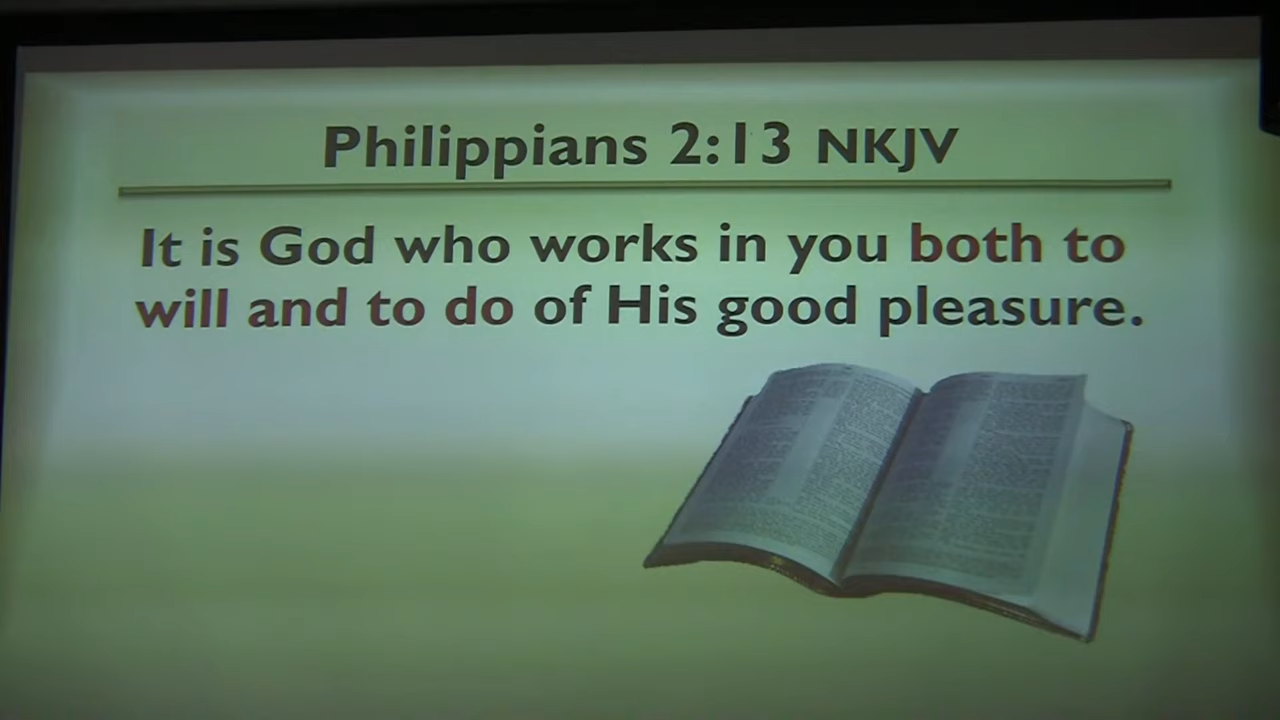 Philippians 2:13 NKJV
It is God who works in you both to
will and to do of His good pleasure.